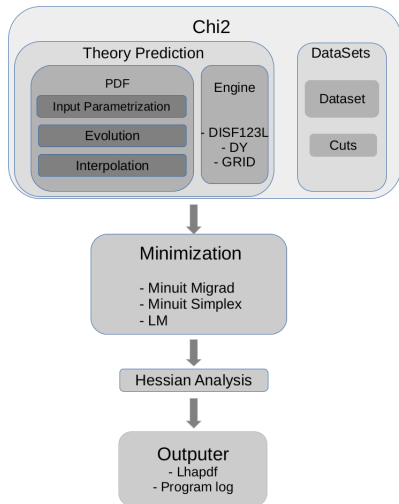 Chi2
Theory Prediction
PDF
Input Parametrization
Evolution
Interpolation
Engine
- DISF123L
- DY
- GRID
DataSets
Dataset
Cuts
Minimization
- Minuit Migrad
- Minuit Simplex
- LM
Hessian Analysis
Outputer
- Lhapdf
- Program log